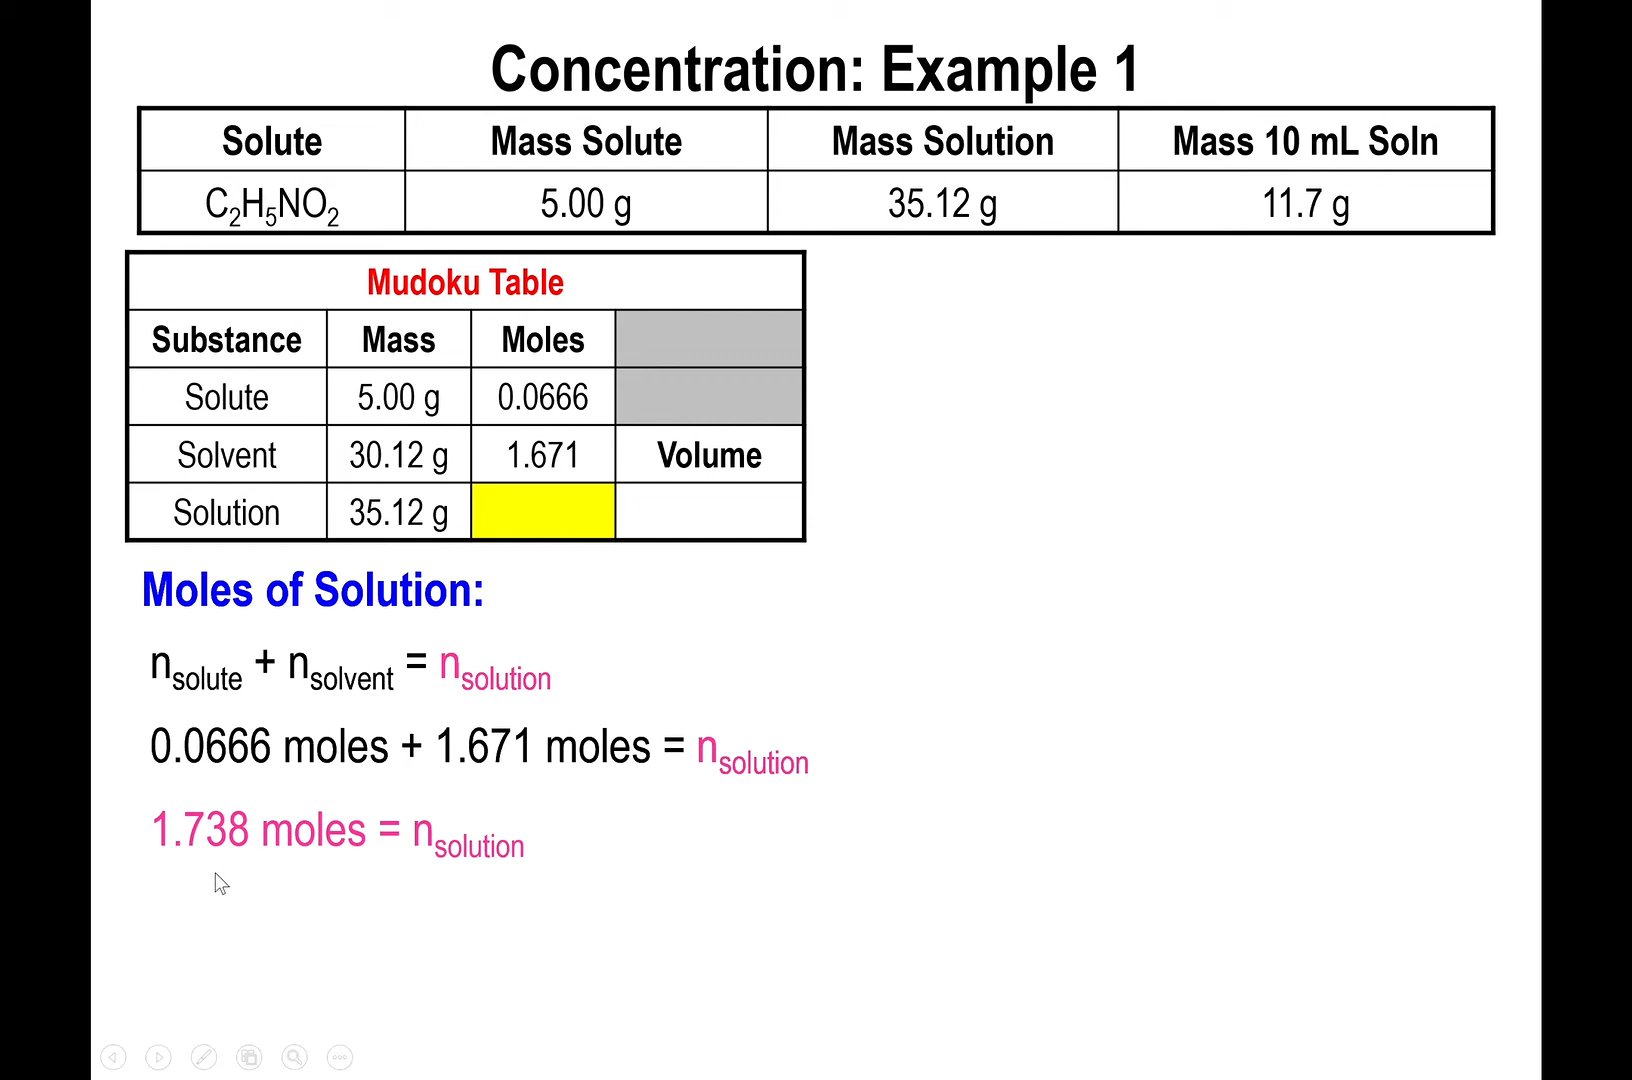 Concentration: Example 1
Solute Mass Solute Mass Solution Mass 10 mL Soln
C₂H₅NO₂ 5.00 g 35.12 g 11.7 g
Mudoku Table
Substance Mass Moles
Solute 5.00 g 0.0666
Solvent 30.12 g 1.671 Volume
Solution 35.12 g
Moles of Solution:
nsolute + nsolvent = nsolution
0.0666 moles + 1.671 moles = nsolution
1.738 moles = nsolution